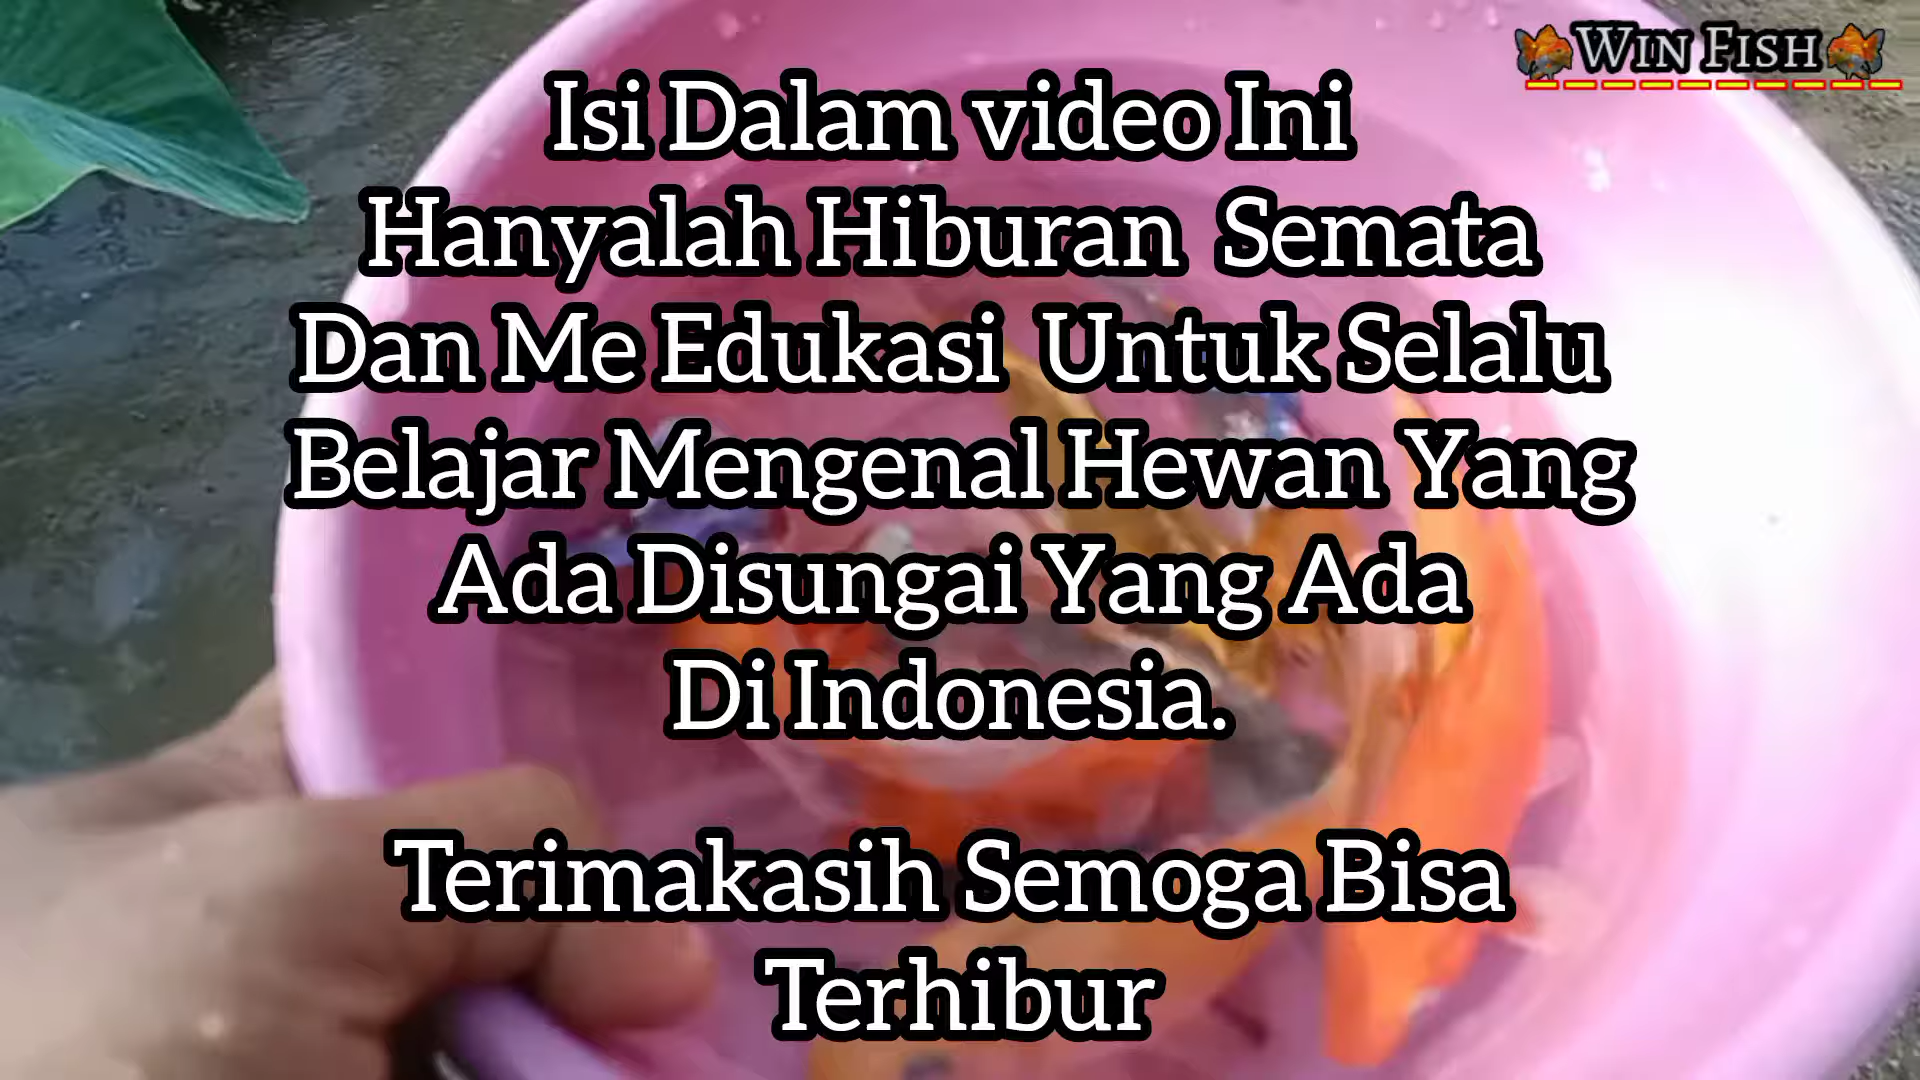 Win Fish
Isi Dalam video Ini
Hanyalah Hiburan Semata
Dan Me Edukasi Untuk Selalu
Belajar Mengenal Hewan Yang
Ada Disungai Yang Ada
Di Indonesia.
Terimakasih Semoga Bisa
Terhibur